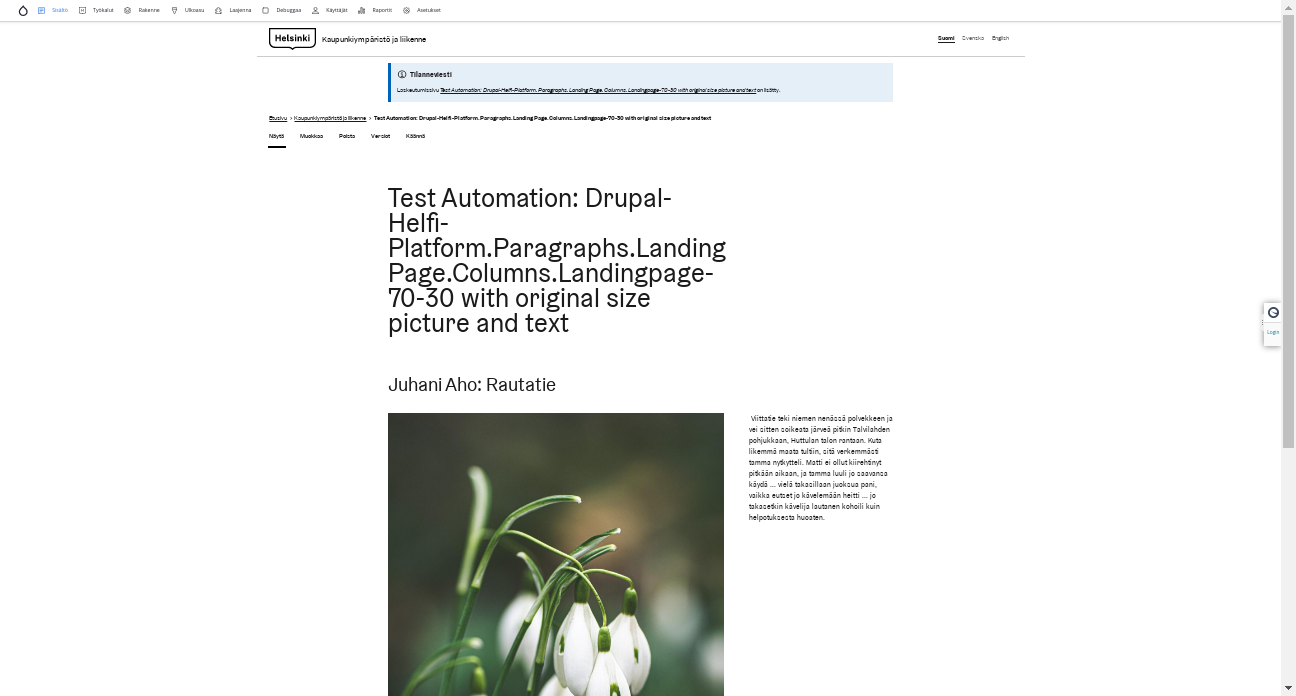 Sisältö Työkalut Rakenne Ulkoasu Laajenna Debuggaa Käyttäjät Raportit Asetukset
Helsinki Kaupunkiympäristö ja liikenne Suomi Svenska English
Tilanneviesti
Laskeutumissivu Test Automation: Drupal-Helfi-Platform.Paragraphs.Landing Page.Columns.Landingpage-70-30 with original size picture and text on lisätty.
Etusivu > Kaupunkiympäristö ja liikenne > Test Automation: Drupal-Helfi-Platform.Paragraphs.Landing Page.Columns.Landingpage-70-30 with original size picture and text
Näytä Muokkaa Poista Versiot Käännä
Test Automation: Drupal-
Helfi-
Platform.Paragraphs.Landing
Page.Columns.Landingpage-
70-30 with original size
picture and text
Login
Juhani Aho: Rautatie
Viittatie teki niemen nenässä polvekkeen ja
vei sitten soikeata järveä pitkin Talvilahden
pohjukkaan, Huttulan talon rantaan. Kuta
likemmä maata tultiin, sitä verkemmästi
tamma nytkytteli. Matti ei ollut kiirehtinyt
pitkään aikaan, ja tamma luuli jo saavansa
käydä ... vielä takasillaan juoksua pani,
vaikka eutset jo kävelemään heitti ... jo
takasetkin kävelijä lautanen kohoili kuin
helpotuksesta huoaten.